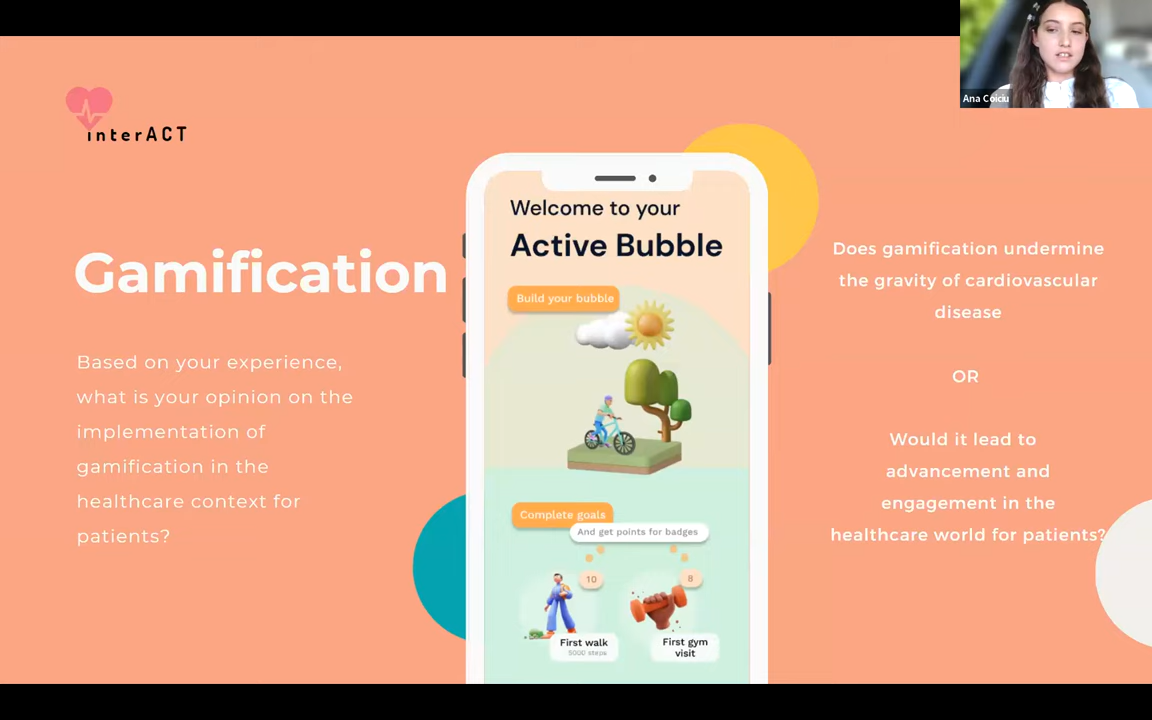 Ana Coiciu
interACT
Gamification
Based on your experience,
what is your opinion on the
implementation of
gamification in the
healthcare context for
patients?
Welcome to your
Active Bubble
Build your bubble
Complete goals
And get points for badges
10
8
First walk
5000 steps
First gym
visit
Does gamification undermine
the gravity of cardiovascular
disease
OR
Would it lead to
advancement and
engagement in the
healthcare world for patients?